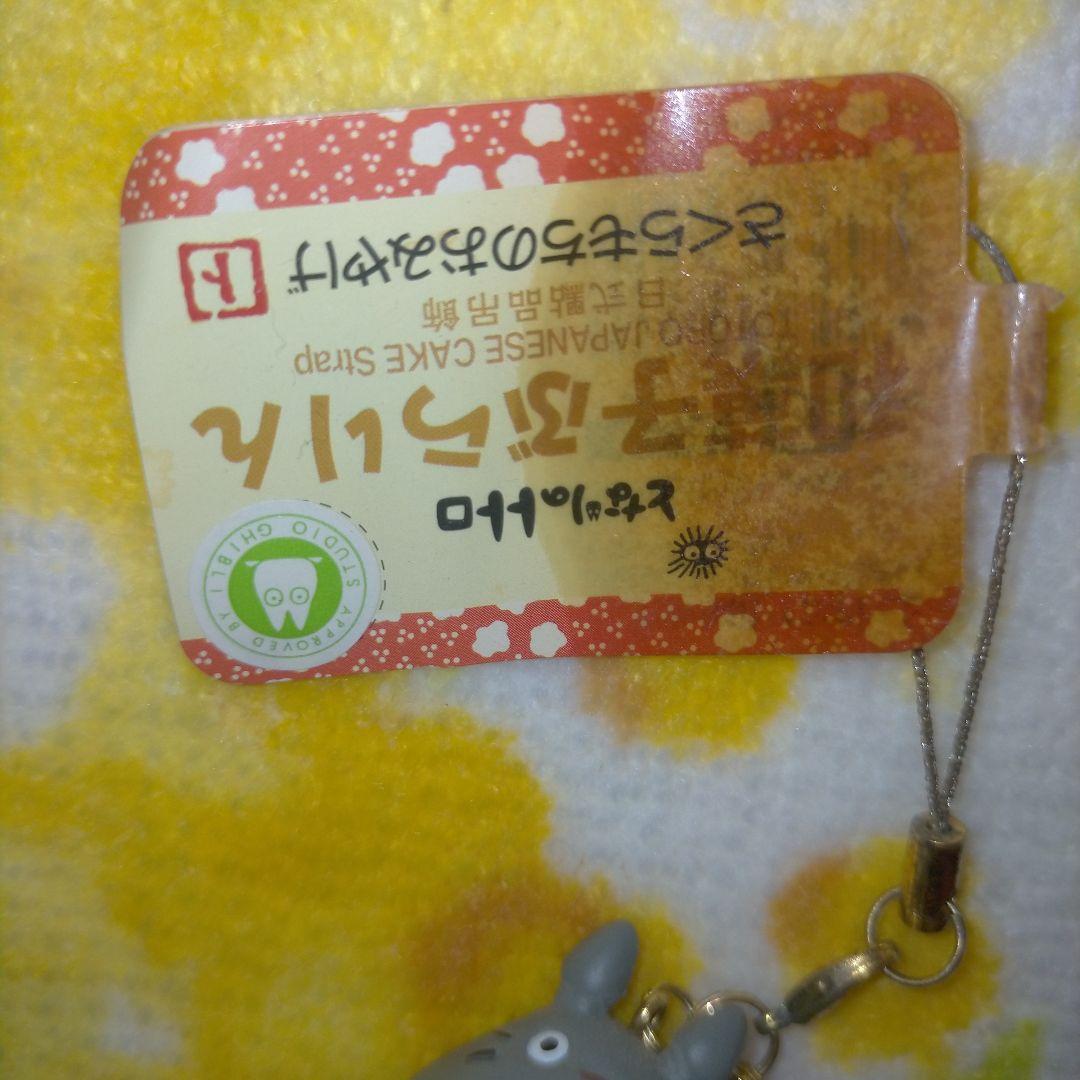 となりのトトロ
和菓子ぶらりん
TOTORO JAPANESE CAKE Strap
日式點品吊飾
さくらもちのおみやげ
ト
STUDIO GHIBLI
APPROVED BY